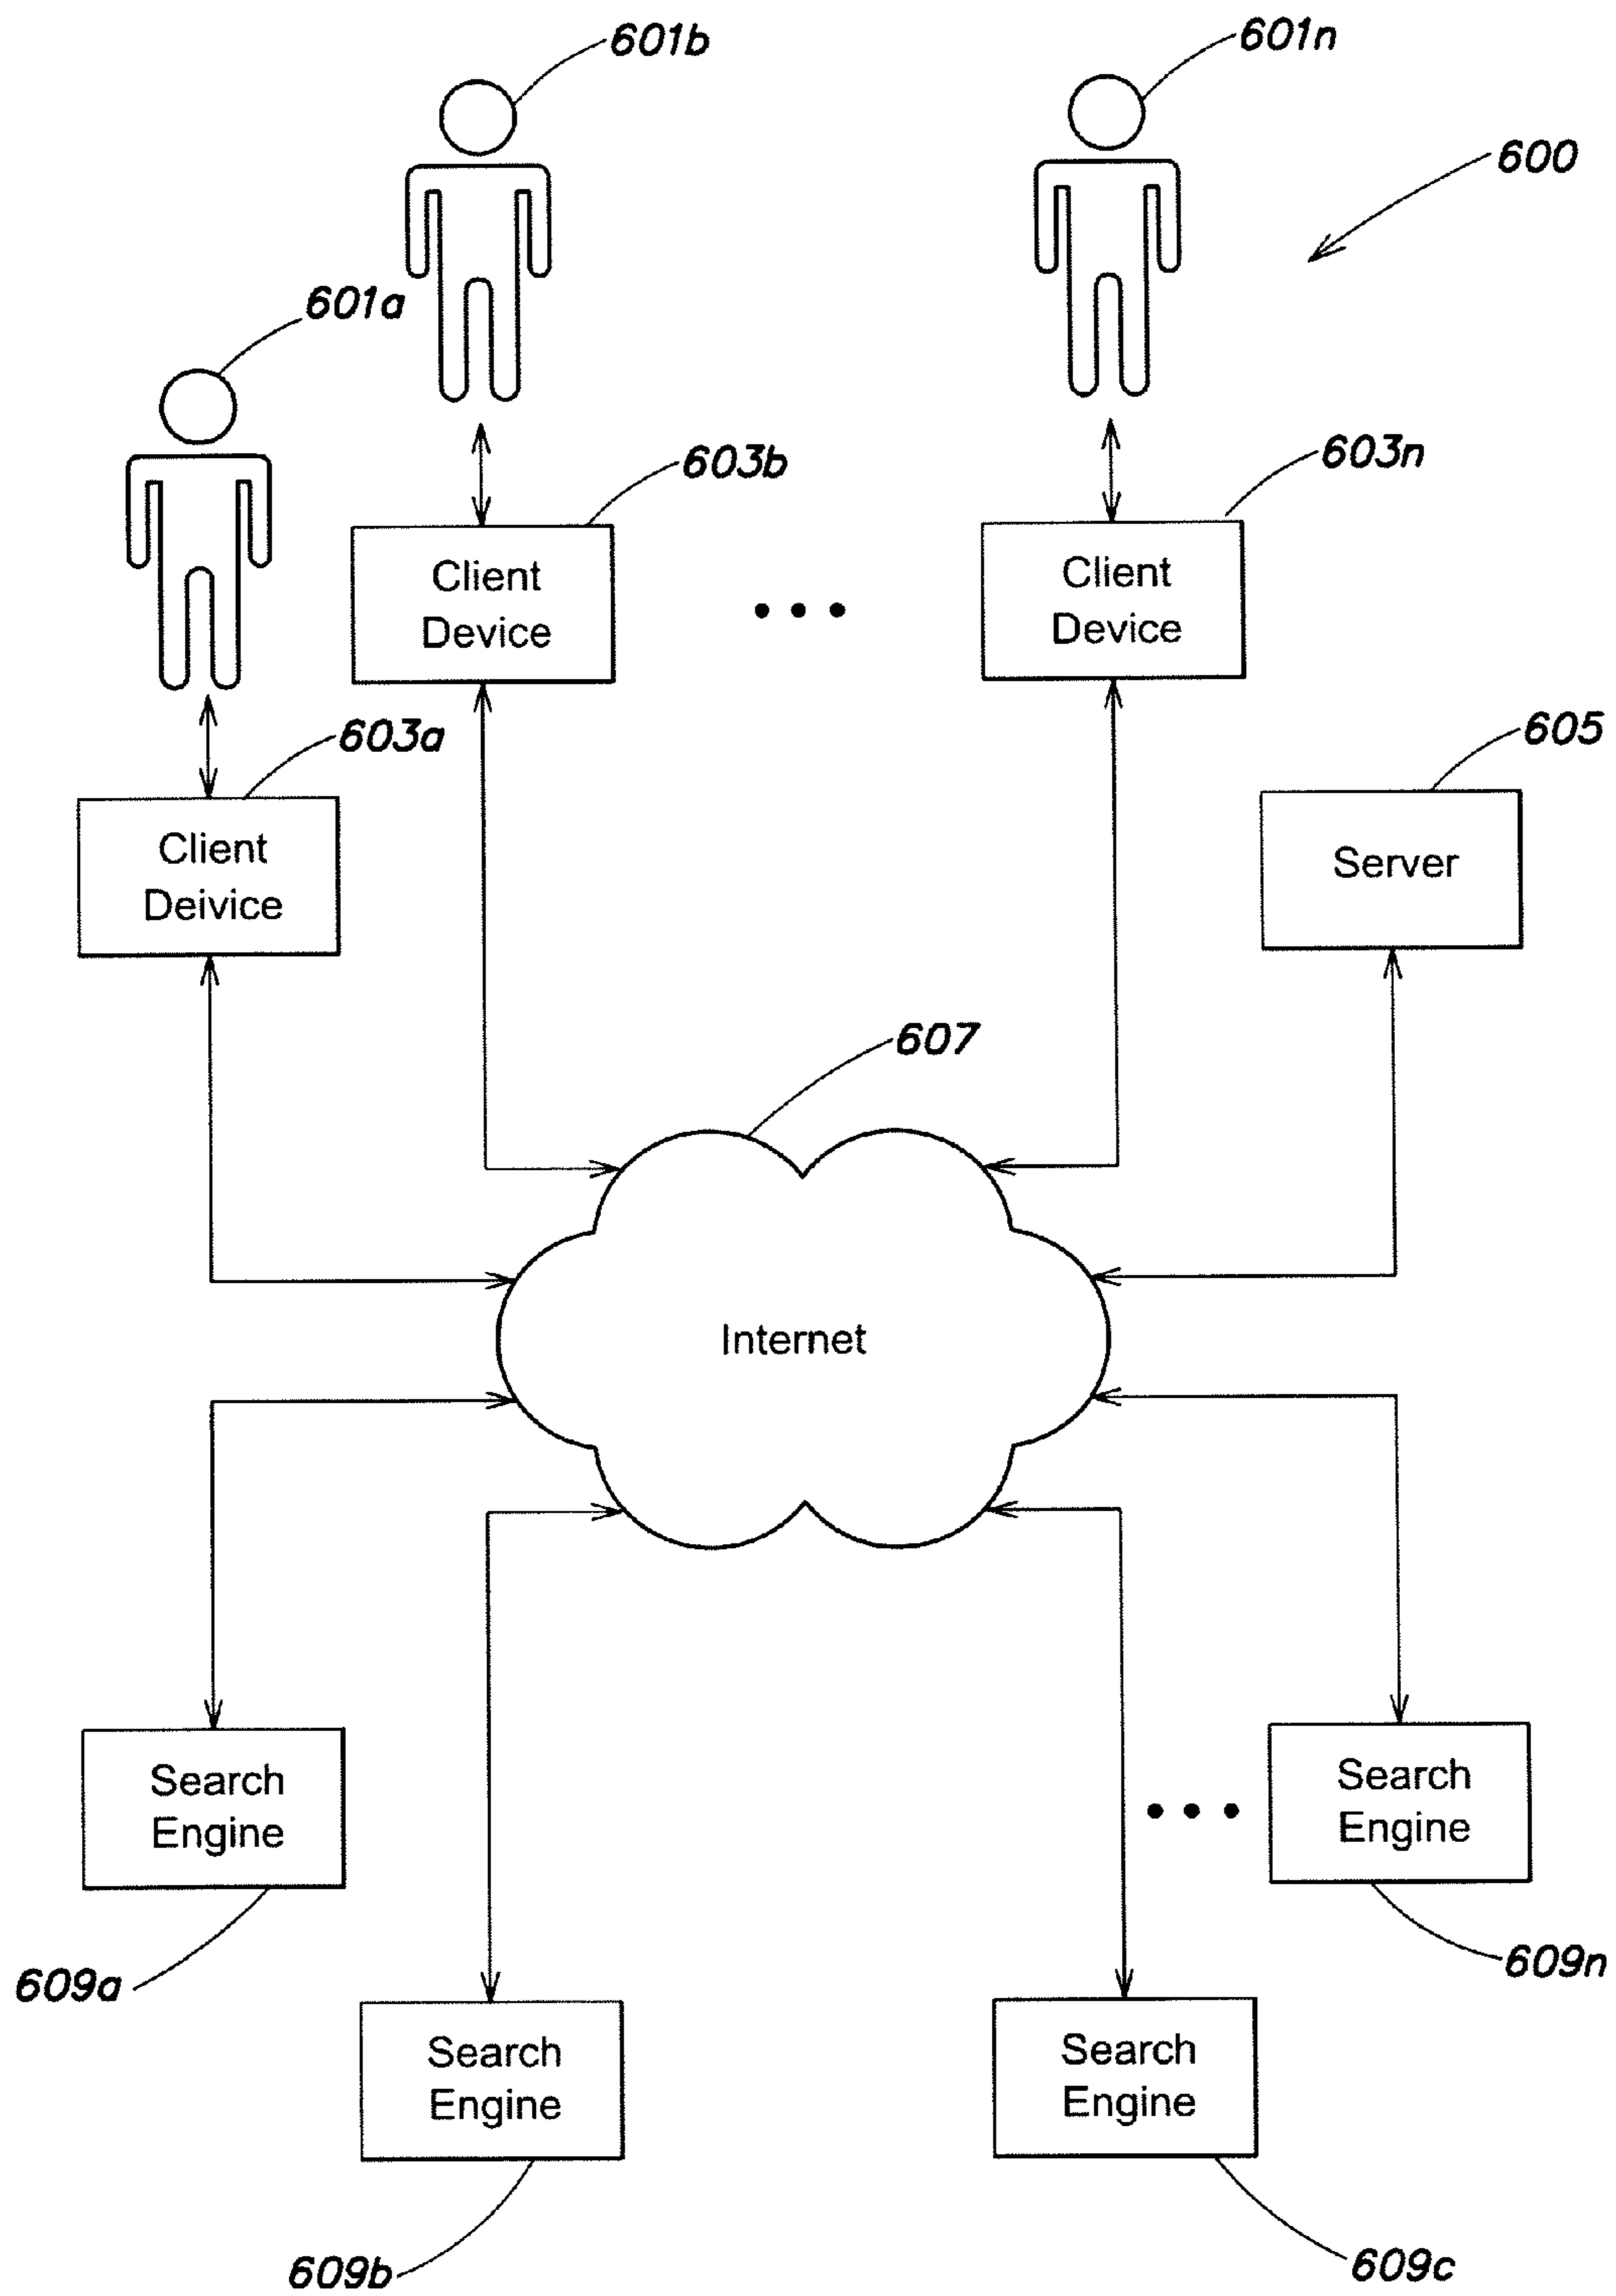 601b
601n
600
601a
603b
603n
Client
Device
Client
Device
603a
605
Client
Deivice
Server
607
Internet
Search
Engine
Search
Engine
609a
609n
Search
Engine
Search
Engine
609b
609c